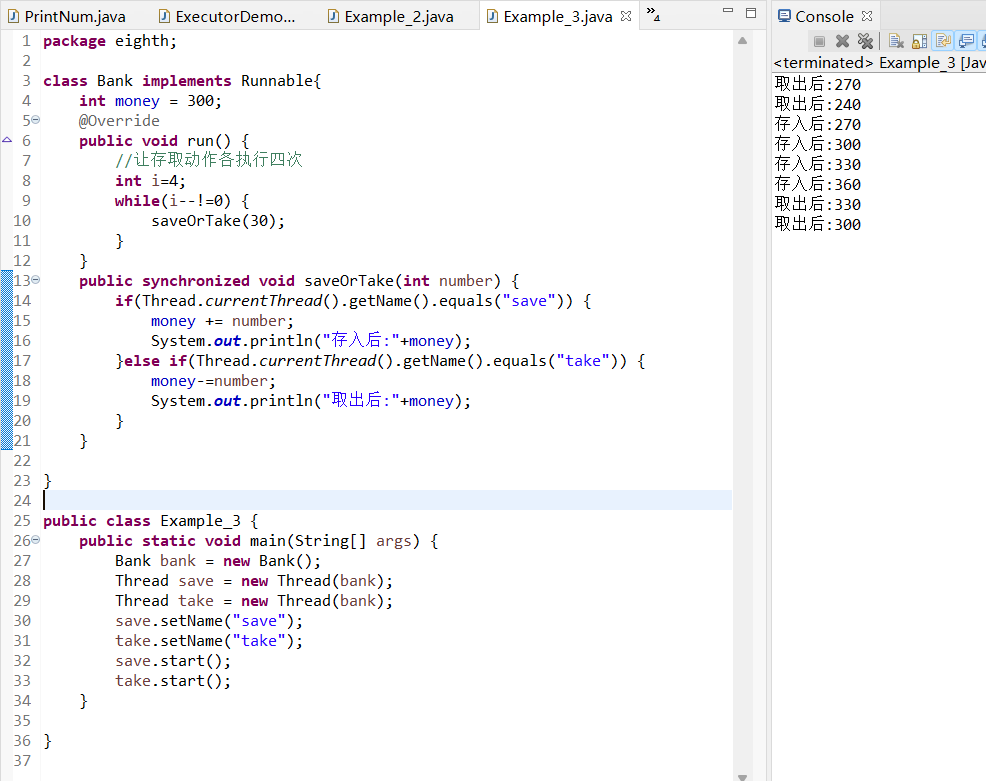 PrintNum.java ExecutorDemo... Example_2.java Example_3.java 4
1 package eighth;
2
3 class Bank implements Runnable{
4 int money = 300;
5 @Override
6 public void run() {
7 //让存取动作各执行四次
8 int i=4;
9 while(i--!=0) {
10 saveOrTake(30);
11 }
12 }
13 public synchronized void saveOrTake(int number) {
14 if(Thread.currentThread().getName().equals("save")) {
15 money += number;
16 System.out.println("存入后:"+money);
17 }else if(Thread.currentThread().getName().equals("take")) {
18 money-=number;
19 System.out.println("取出后:"+money);
20 }
21 }
22
23 }
24
25 public class Example_3 {
26 public static void main(String[] args) {
27 Bank bank = new Bank();
28 Thread save = new Thread(bank);
29 Thread take = new Thread(bank);
30 save.setName("save");
31 take.setName("take");
32 save.start();
33 take.start();
34 }
35
36 }
37
Console
<terminated> Example_3 [Jav
取出后:270
取出后:240
存入后:270
存入后:300
存入后:330
存入后:360
取出后:330
取出后:300